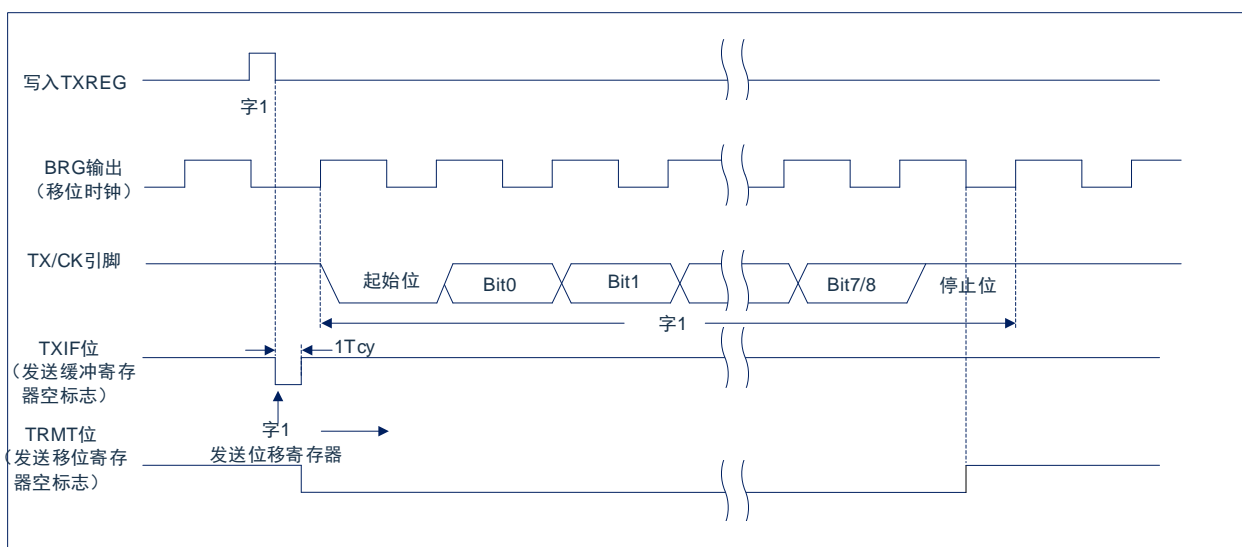 写入TXREG
字1
BRG输出
（移位时钟）
TX/CK引脚
起始位
Bit0
Bit1
Bit7/8
停止位
字1
TXIF位
（发送缓冲寄存
器空标志）
1Tcy
字1
发送位移寄存器
TRMT位
（发送移位寄存
器空标志）